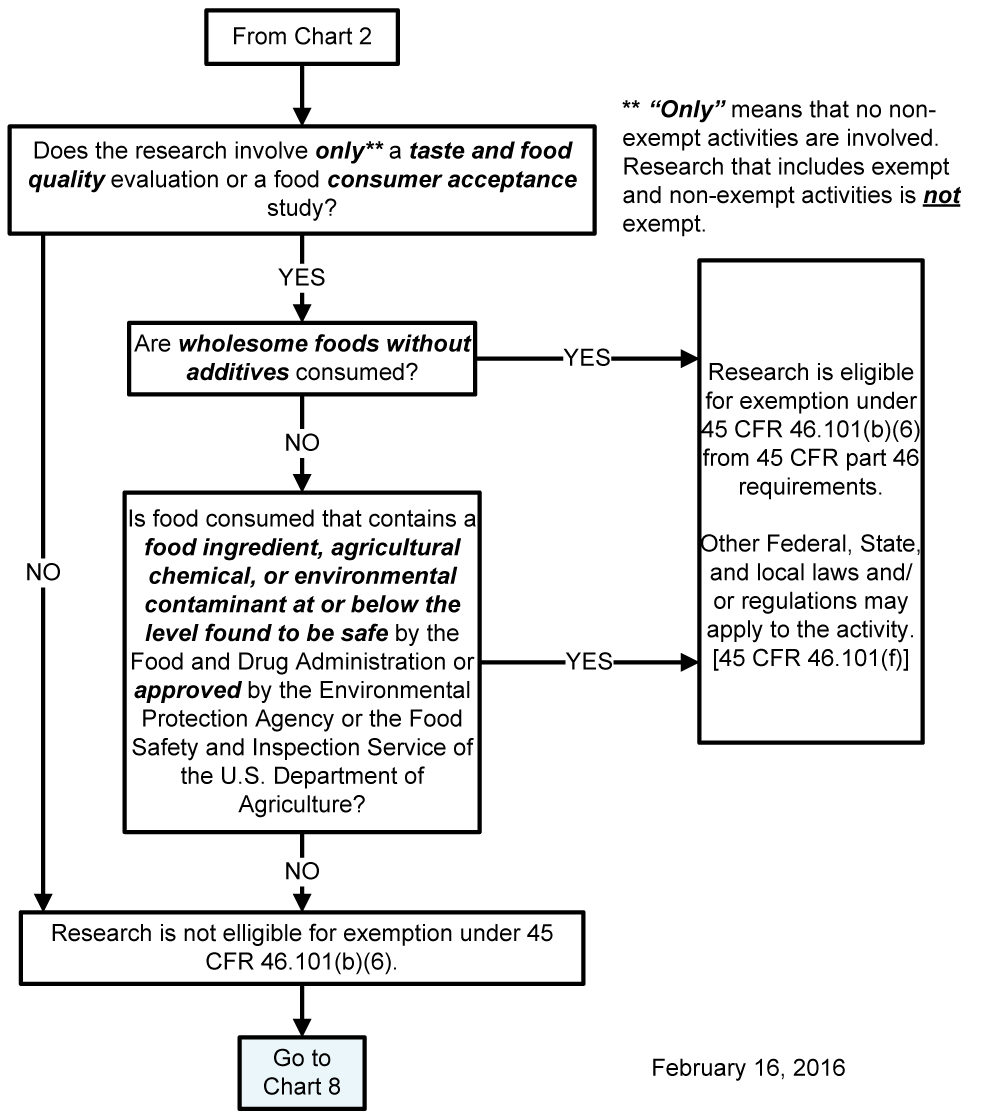 From Chart 2
** “Only” means that no non-
exempt activities are involved.
Research that includes exempt
and non-exempt activities is not
exempt.
Does the research involve only** a taste and food
quality evaluation or a food consumer acceptance
study?
YES
Are wholesome foods without
additives consumed?
YES
NO
Research is eligible
for exemption under
45 CFR 46.101(b)(6)
from 45 CFR part 46
requirements.
Other Federal, State,
and local laws and/
or regulations may
apply to the activity.
[45 CFR 46.101(f)]
Is food consumed that contains a
food ingredient, agricultural
chemical, or environmental
contaminant at or below the
level found to be safe by the
Food and Drug Administration or
approved by the Environmental
Protection Agency or the Food
Safety and Inspection Service of
the U.S. Department of
Agriculture?
YES
NO
NO
Research is not elligible for exemption under 45
CFR 46.101(b)(6).
Go to
Chart 8
February 16, 2016